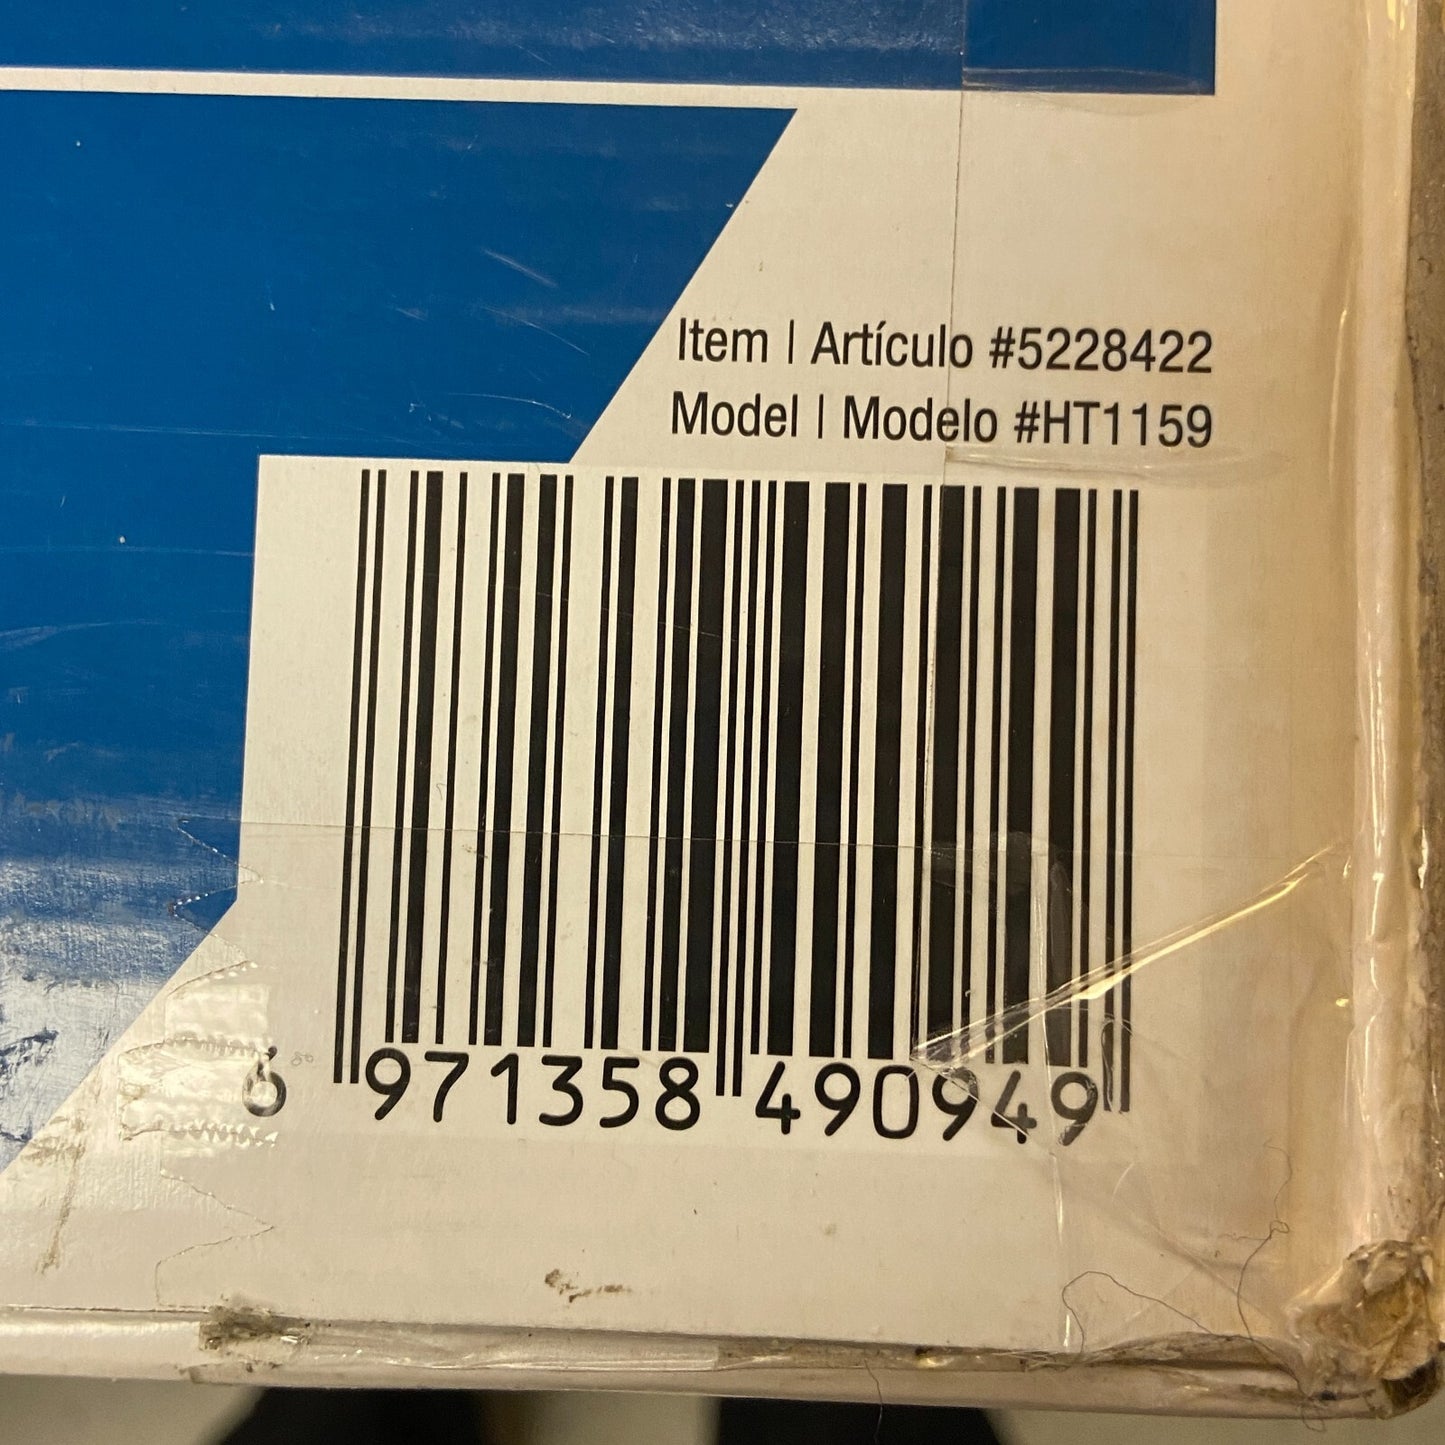 Item | Artículo #5228422
Model | Modelo #HT1159
6 971358 490949